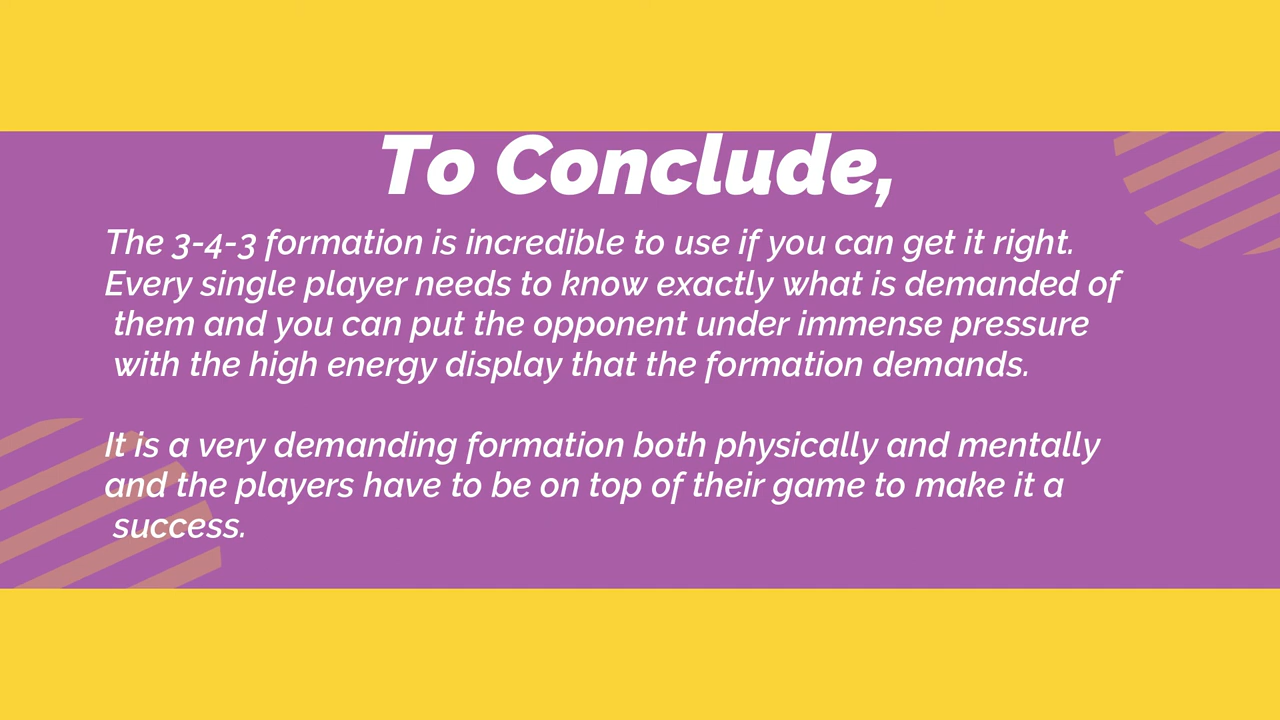 To Conclude,
The 3-4-3 formation is incredible to use if you can get it right.
Every single player needs to know exactly what is demanded of
them and you can put the opponent under immense pressure
with the high energy display that the formation demands.
It is a very demanding formation both physically and mentally
and the players have to be on top of their game to make it a
success.